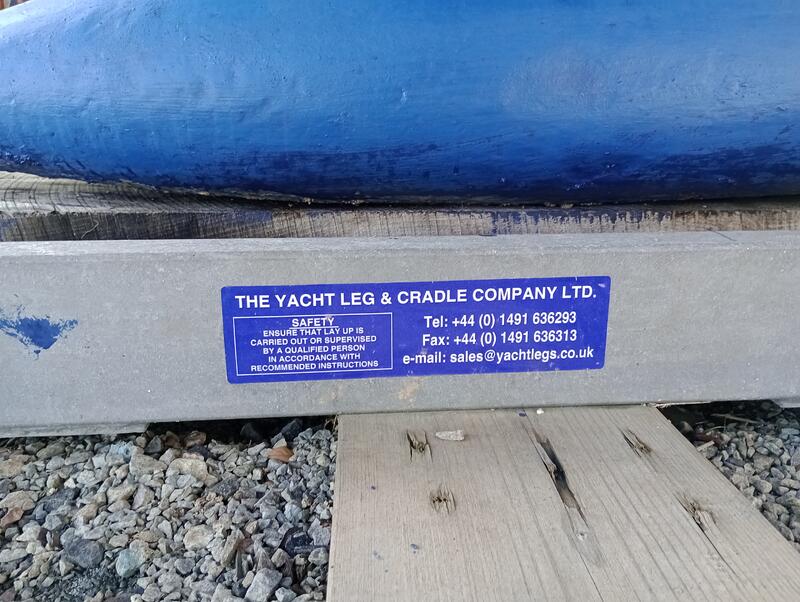 THE YACHT LEG & CRADLE COMPANY LTD.
SAFETY
ENSURE THAT LAY UP IS
CARRIED OUT OR SUPERVISED
BY A QUALIFIED PERSON
IN ACCORDANCE WITH
RECOMMENDED INSTRUCTIONS
Tel: +44 (0) 1491 636293
Fax: +44 (0) 1491 636313
e-mail: sales@yachtlegs.co.uk